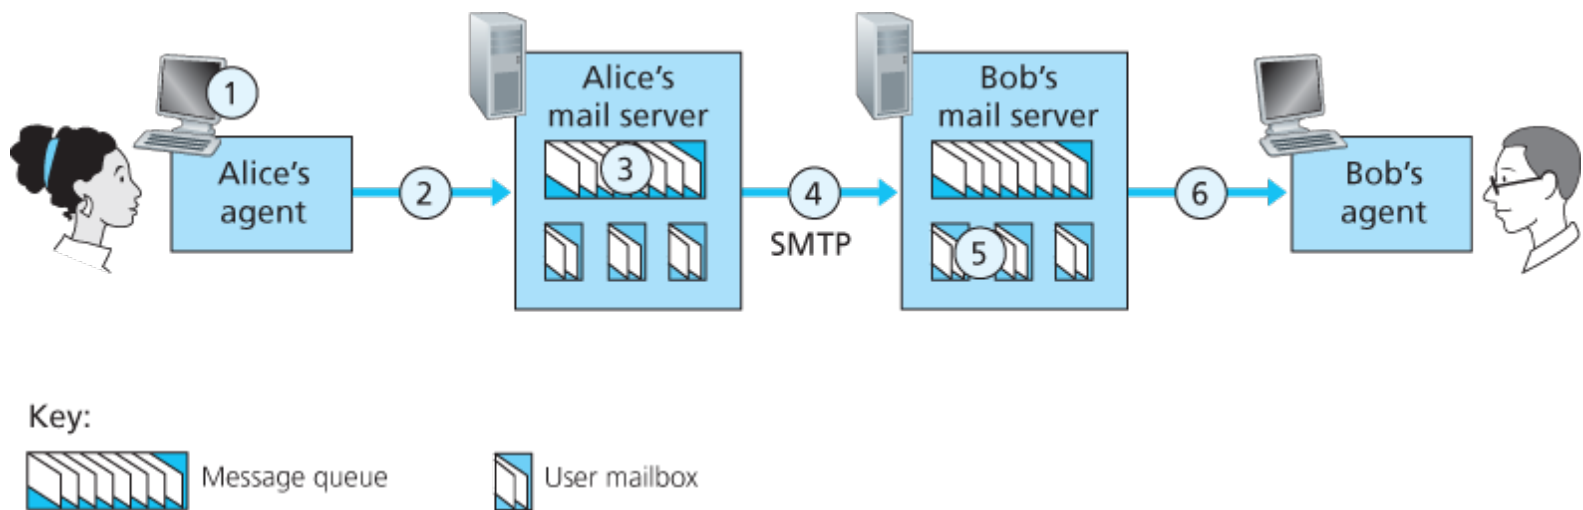 1
Alice's
agent
2
Alice's
mail server
3
4
SMTP
Bob's
mail server
5
6
Bob's
agent
Key:
Message queue
User mailbox